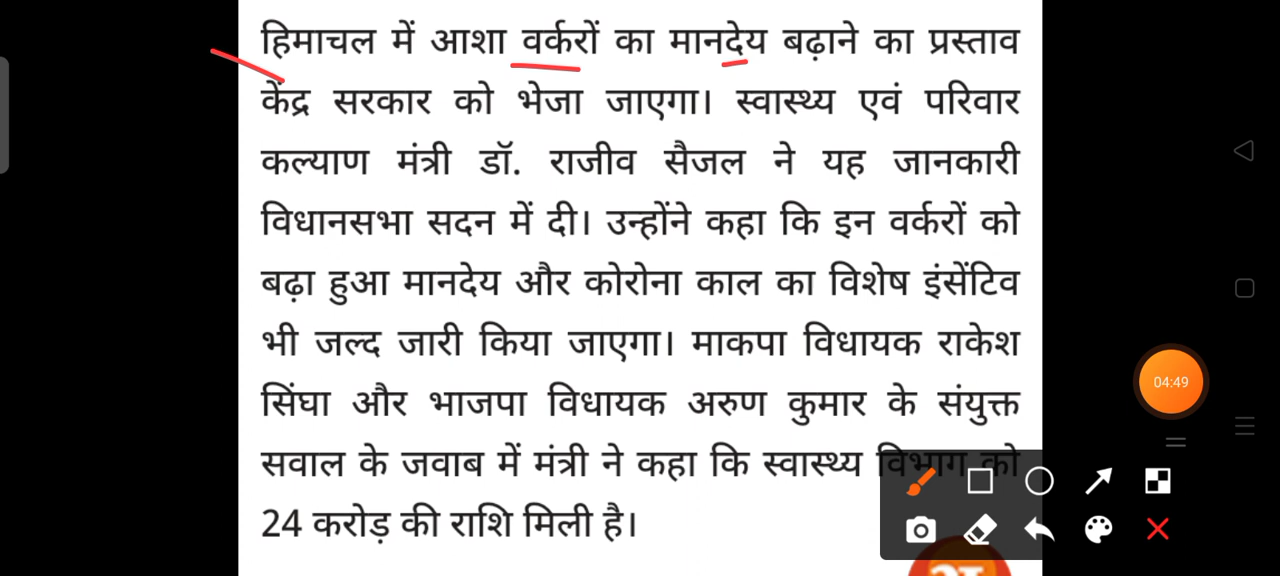 हिमाचल में आशा वर्करों का मानदेय बढ़ाने का प्रस्ताव
केंद्र सरकार को भेजा जाएगा। स्वास्थ्य एवं परिवार
कल्याण मंत्री डॉ. राजीव सैजल ने यह जानकारी
विधानसभा सदन में दी। उन्होंने कहा कि इन वर्करों को
बढ़ा हुआ मानदेय और कोरोना काल का विशेष इंसेंटिव
भी जल्द जारी किया जाएगा। माकपा विधायक राकेश
सिंघा और भाजपा विधायक अरुण कुमार के संयुक्त
सवाल के जवाब में मंत्री ने कहा कि स्वास्थ्य विभाग को
24 करोड़ की राशि मिली है।
04:49